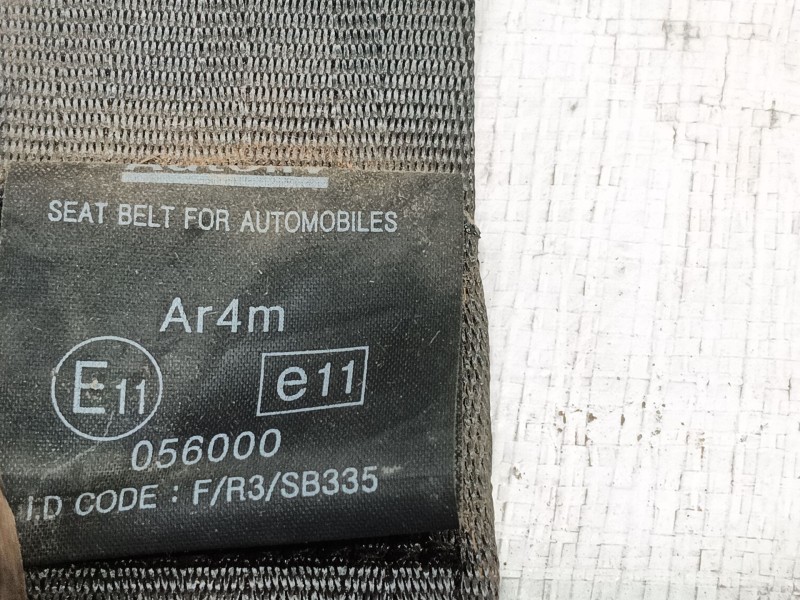 SEAT BELT FOR AUTOMOBILES
Ar4m
E11 e11
056000
I.D CODE : F/R3/SB335